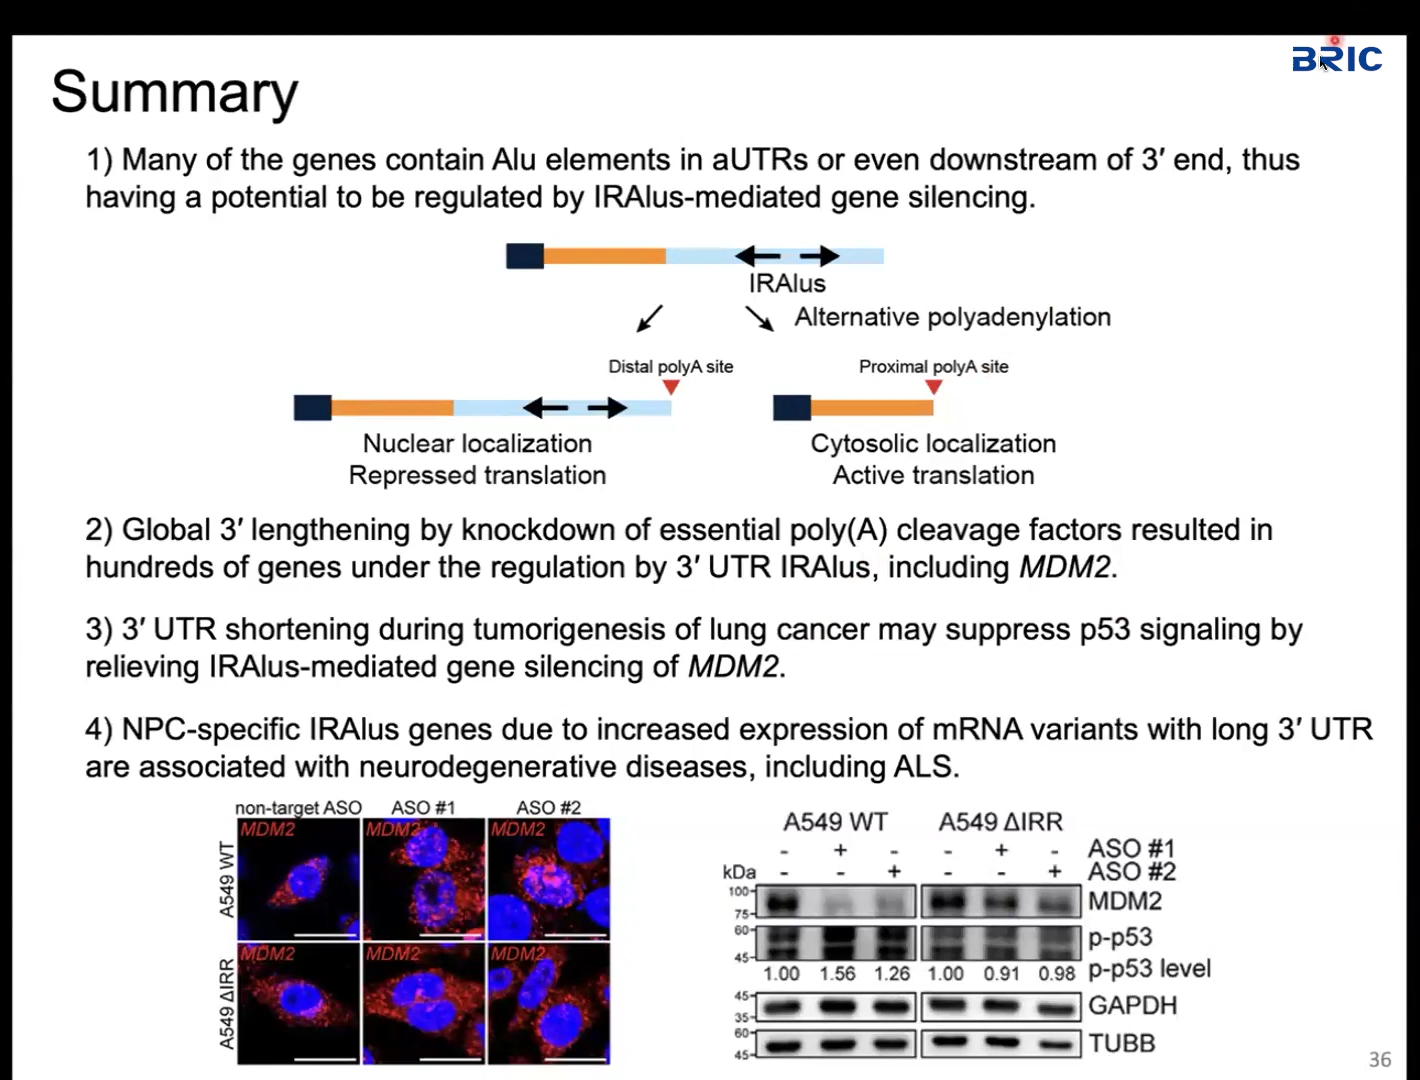 BRIC
Summary
1) Many of the genes contain Alu elements in aUTRs or even downstream of 3′ end, thus
having a potential to be regulated by IRAlus-mediated gene silencing.
IRAlus
Alternative polyadenylation
Distal polyA site
Proximal polyA site
Nuclear localization
Repressed translation
Cytosolic localization
Active translation
2) Global 3′ lengthening by knockdown of essential poly(A) cleavage factors resulted in
hundreds of genes under the regulation by 3′ UTR IRAlus, including MDM2.
3) 3′ UTR shortening during tumorigenesis of lung cancer may suppress p53 signaling by
relieving IRAlus-mediated gene silencing of MDM2.
4) NPC-specific IRAlus genes due to increased expression of mRNA variants with long 3′ UTR
are associated with neurodegenerative diseases, including ALS.
non-target ASO ASO #1 ASO #2
A549 WT
MDM2 MDM2 MDM2
A549 ΔIRR
MDM2 MDM2 MDM2
A549 WT A549 ΔIRR
- + - - + - ASO #1
kDa - - + - - + ASO #2
100-
75-
MDM2
60-
45-
p-p53
1.00 1.56 1.26 1.00 0.91 0.98 p-p53 level
45-
35-
GAPDH
60-
45-
TUBB
36